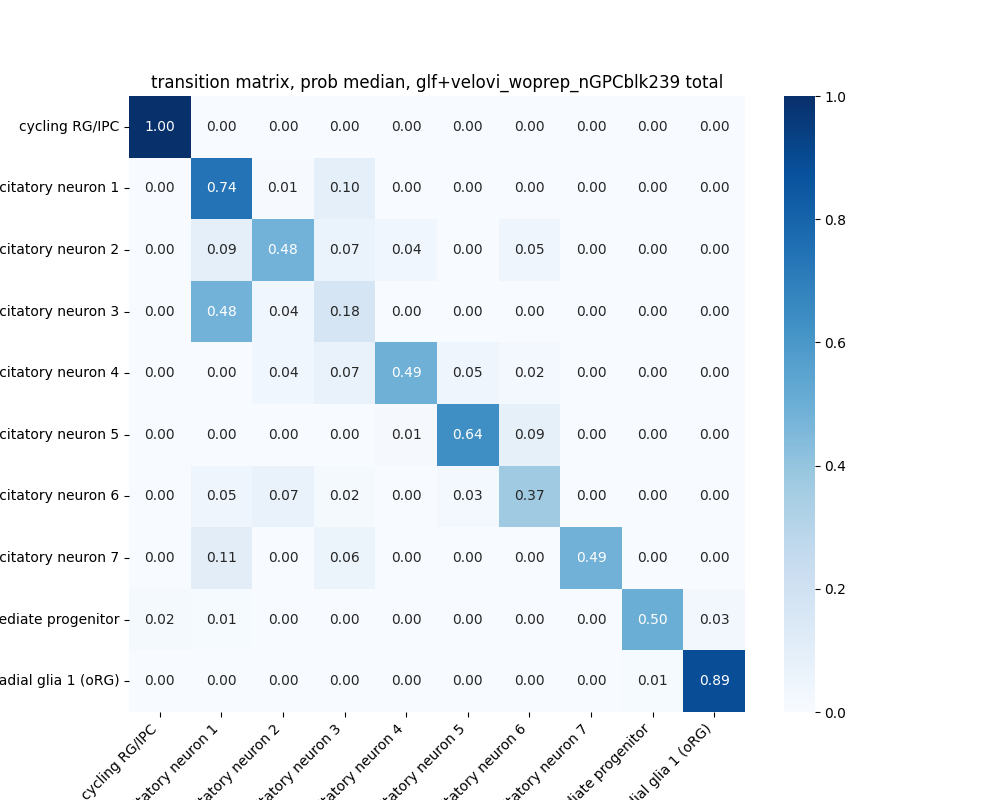 transition matrix, prob median, glf+velovi_woprep_nGPCblk239 total
cycling RG/IPC 1.00 0.00 0.00 0.00 0.00 0.00 0.00 0.00 0.00 0.00
citatory neuron 1 0.00 0.74 0.01 0.10 0.00 0.00 0.00 0.00 0.00 0.00
citatory neuron 2 0.00 0.09 0.48 0.07 0.04 0.00 0.05 0.00 0.00 0.00
citatory neuron 3 0.00 0.48 0.04 0.18 0.00 0.00 0.00 0.00 0.00 0.00
citatory neuron 4 0.00 0.00 0.04 0.07 0.49 0.05 0.02 0.00 0.00 0.00
citatory neuron 5 0.00 0.00 0.00 0.00 0.01 0.64 0.09 0.00 0.00 0.00
citatory neuron 6 0.00 0.05 0.07 0.02 0.00 0.03 0.37 0.00 0.00 0.00
citatory neuron 7 0.00 0.11 0.00 0.06 0.00 0.00 0.00 0.49 0.00 0.00
ediate progenitor 0.02 0.01 0.00 0.00 0.00 0.00 0.00 0.00 0.50 0.03
adial glia 1 (oRG) 0.00 0.00 0.00 0.00 0.00 0.00 0.00 0.00 0.01 0.89
cycling RG/IPC
tatory neuron 1
tatory neuron 2
tatory neuron 3
tatory neuron 4
tatory neuron 5
tatory neuron 6
tatory neuron 7
diate progenitor
dial glia 1 (oRG)
1.0
0.8
0.6
0.4
0.2
0.0